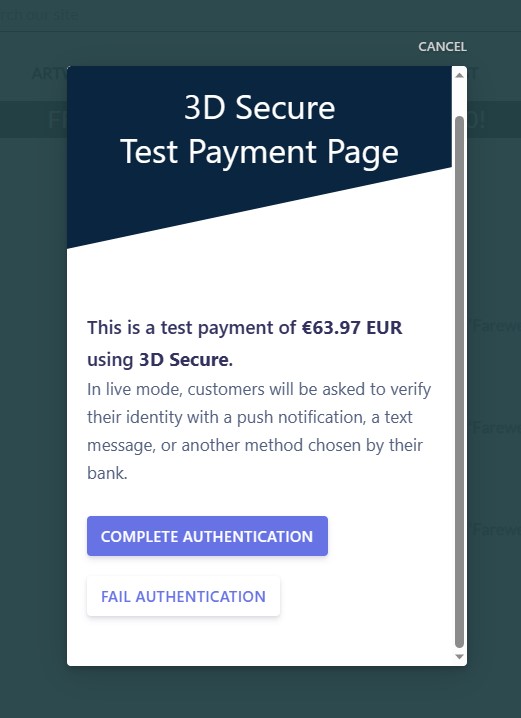 CANCEL
3D Secure
Test Payment Page
This is a test payment of €63.97 EUR
using 3D Secure.
In live mode, customers will be asked to verify
their identity with a push notification, a text
message, or another method chosen by their
bank.
COMPLETE AUTHENTICATION
FAIL AUTHENTICATION